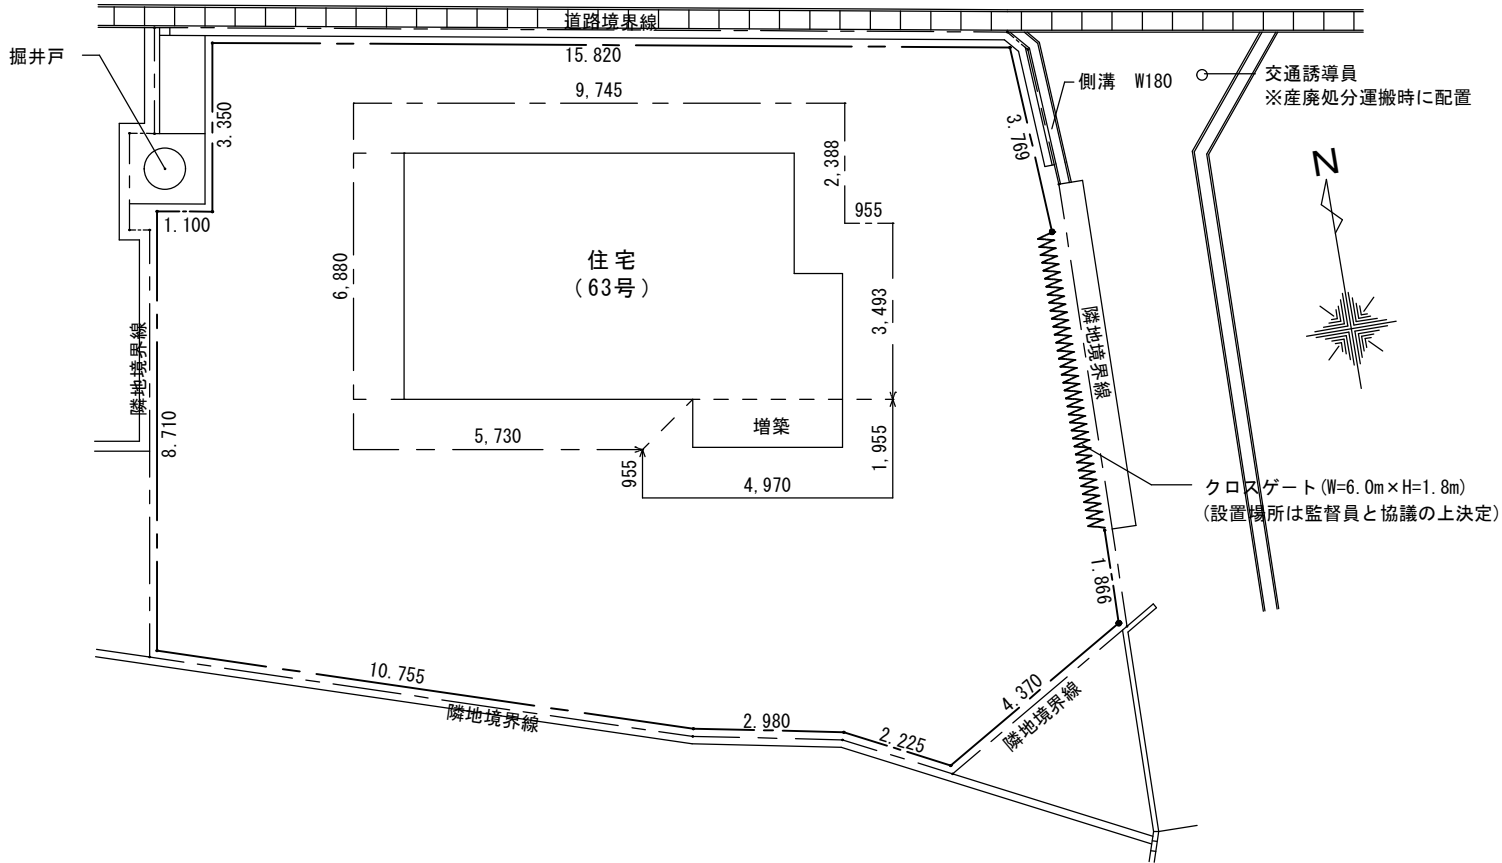 道路境界線
15.820
掘井戸
側溝 W180
交通誘導員
※産廃処分運搬時に配置
9,745
3.350
3.769
2,388
N
1.100
955
6,880
住宅
(63号)
3,493
隣地境界線
隣地境界線
8.710
5,730
増築
1,955
955
4,970
クロスゲート(W=6.0m×H=1.8m)
(設置場所は監督員と協議の上決定)
1.866
10.755
4.370
隣地境界線
隣地境界線
2.980
2.225